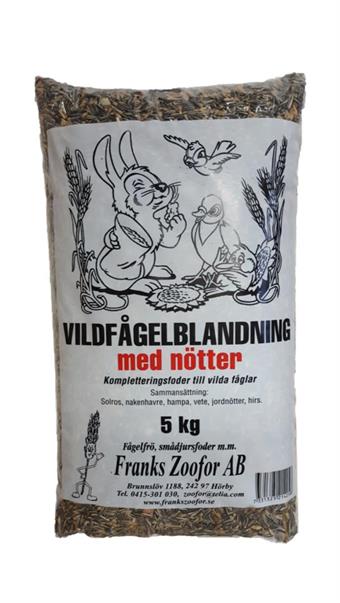 VILDFÅGELBLANDNING
med nötter
Kompletteringsfoder till vilda fåglar
Sammansättning:
Solros, nakenhavre, hampa, vete, jordnötter, hirs.
5 kg
Fågelfrö, smådjursfoder m.m.
Franks Zoofor AB
Brunnslöv 1188, 242 97 Hörby
Tel. 0415-301 030, zoofor@telia.com
www.frankszoofor.se